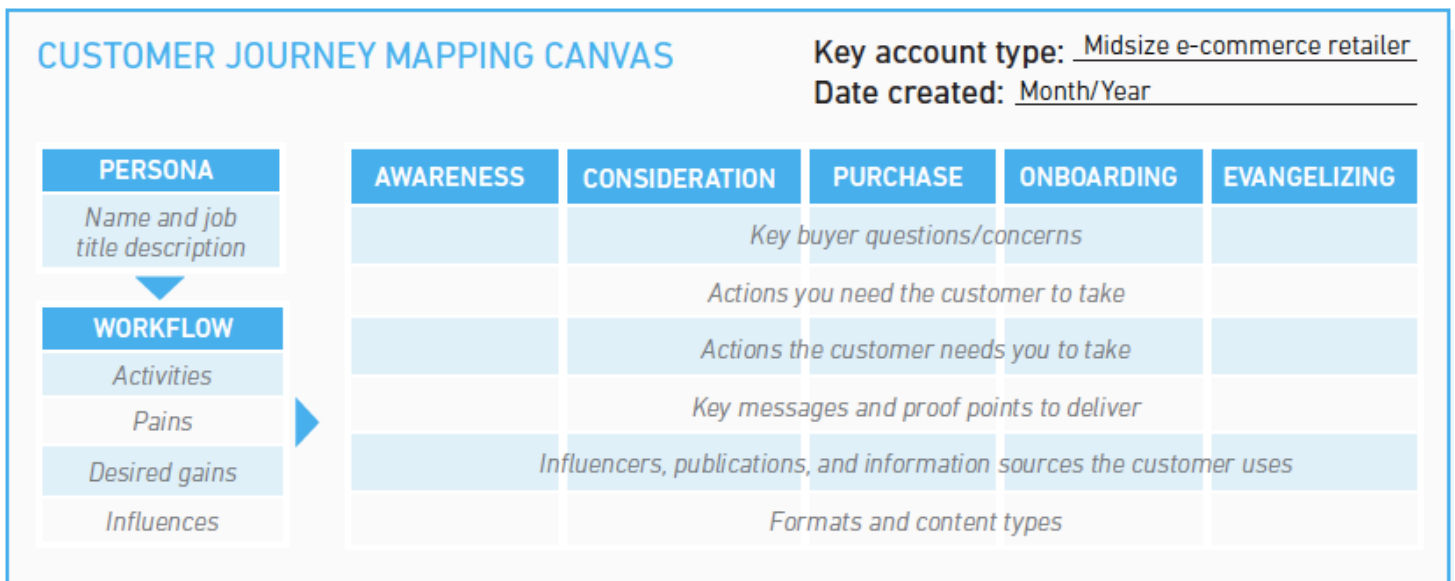 CUSTOMER JOURNEY MAPPING CANVAS
Key account type: Midsize e-commerce retailer
Date created: Month/Year
PERSONA
Name and job
title description
WORKFLOW
Activities
Pains
Desired gains
Influences
AWARENESS CONSIDERATION PURCHASE ONBOARDING EVANGELIZING
Key buyer questions/concerns
Actions you need the customer to take
Actions the customer needs you to take
Key messages and proof points to deliver
Influencers, publications, and information sources the customer uses
Formats and content types